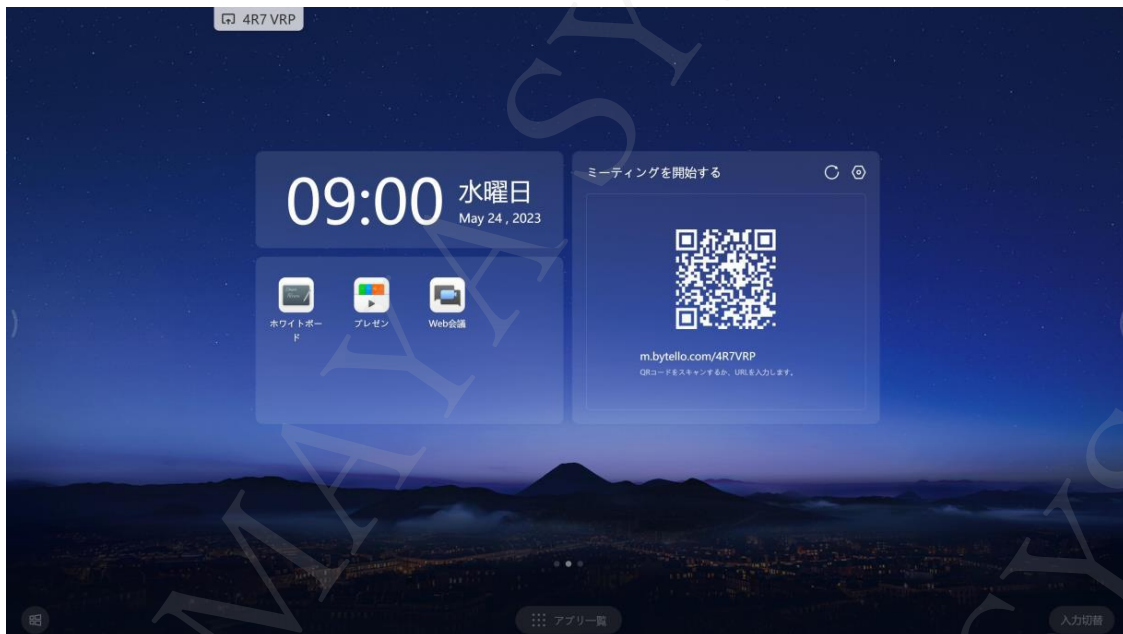 4R7 VRP
09:00
水曜日
May 24 , 2023
ミーティングを開始する
ホワイトボー
ド
プレゼン
Web会議
m.bytello.com/4R7VRP
QRコードをスキャンするか、URLを入力します。
アプリ一覧
入力切替